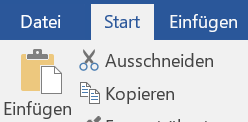 Datei Start Einfügen
Ausschneiden
Kopieren
Einfügen